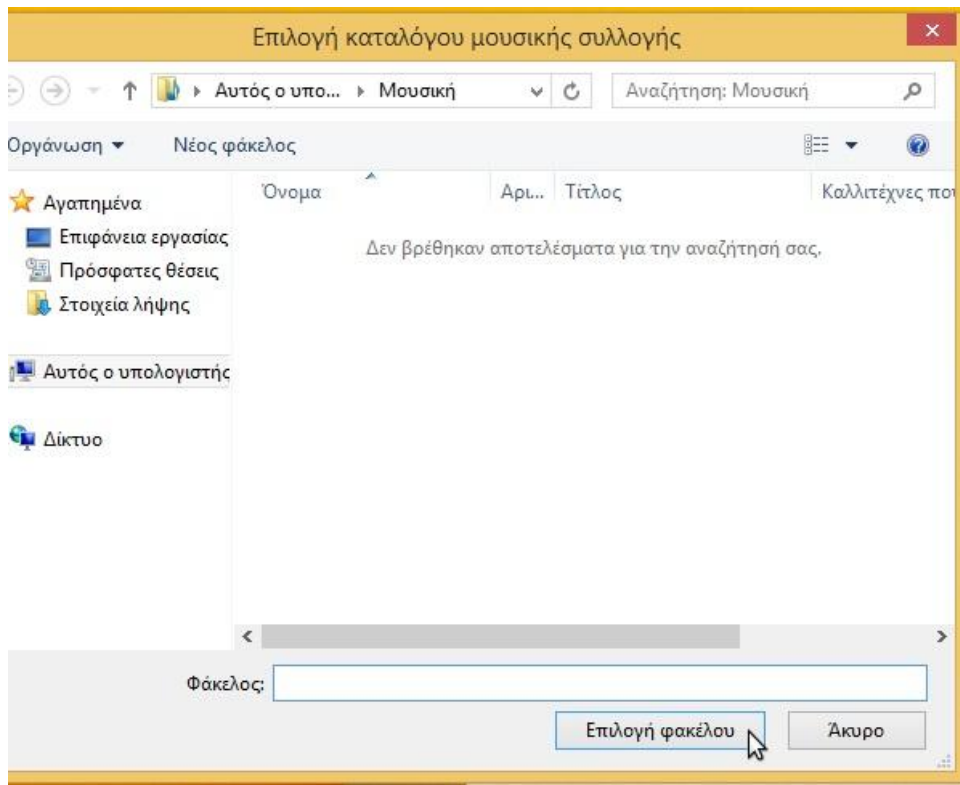 Επιλογή καταλόγου μουσικής συλλογής
Αυτός ο υπο... Μουσική Αναζήτηση: Μουσική
Οργάνωση Νέος φάκελος
Όνομα Αρι... Τίτλος Καλλιτέχνες που
Αγαπημένα
Επιφάνεια εργασίας
Πρόσφατες θέσεις
Στοιχεία λήψης
Αυτός ο υπολογιστής
Δίκτυο
Δεν βρέθηκαν αποτελέσματα για την αναζήτησή σας.
Φάκελος:
Επιλογή φακέλου Άκυρο